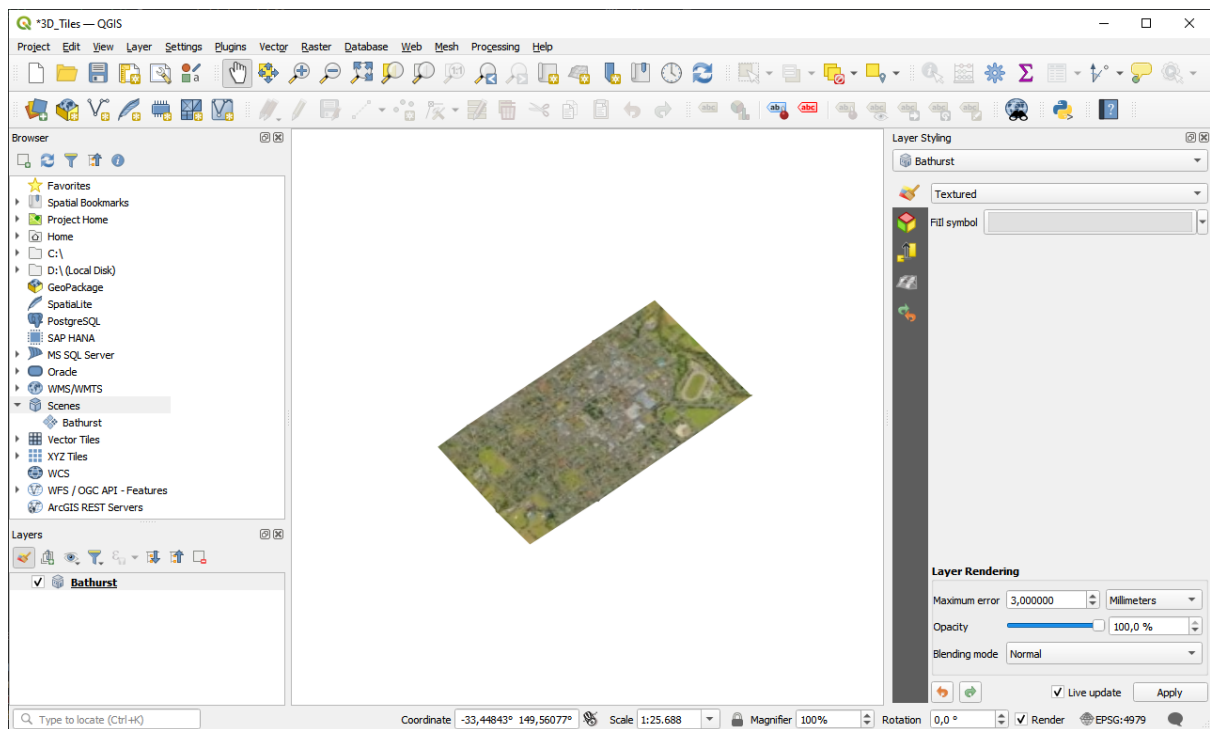 *3D_Tiles — QGIS
Project Edit View Layer Settings Plugins Vector Raster Database Web Mesh Processing Help
Browser
Favorites
Spatial Bookmarks
Project Home
Home
C:\
D:\ (Local Disk)
GeoPackage
SpatiaLite
PostgreSQL
SAP HANA
MS SQL Server
Oracle
WMS/WMTS
Scenes
Bathurst
Vector Tiles
XYZ Tiles
WCS
WFS / OGC API - Features
ArcGIS REST Servers
Layers
Bathurst
Layer Styling
Bathurst
Textured
Fill symbol
Layer Rendering
Maximum error 3,000000 Millimeters
Opacity 100,0 %
Blending mode Normal
Live update Apply
Type to locate (Ctrl+K) Coordinate -33,44843° 149,56077° Scale 1:25.688 Magnifier 100% Rotation 0,0 ° Render EPSG:4979